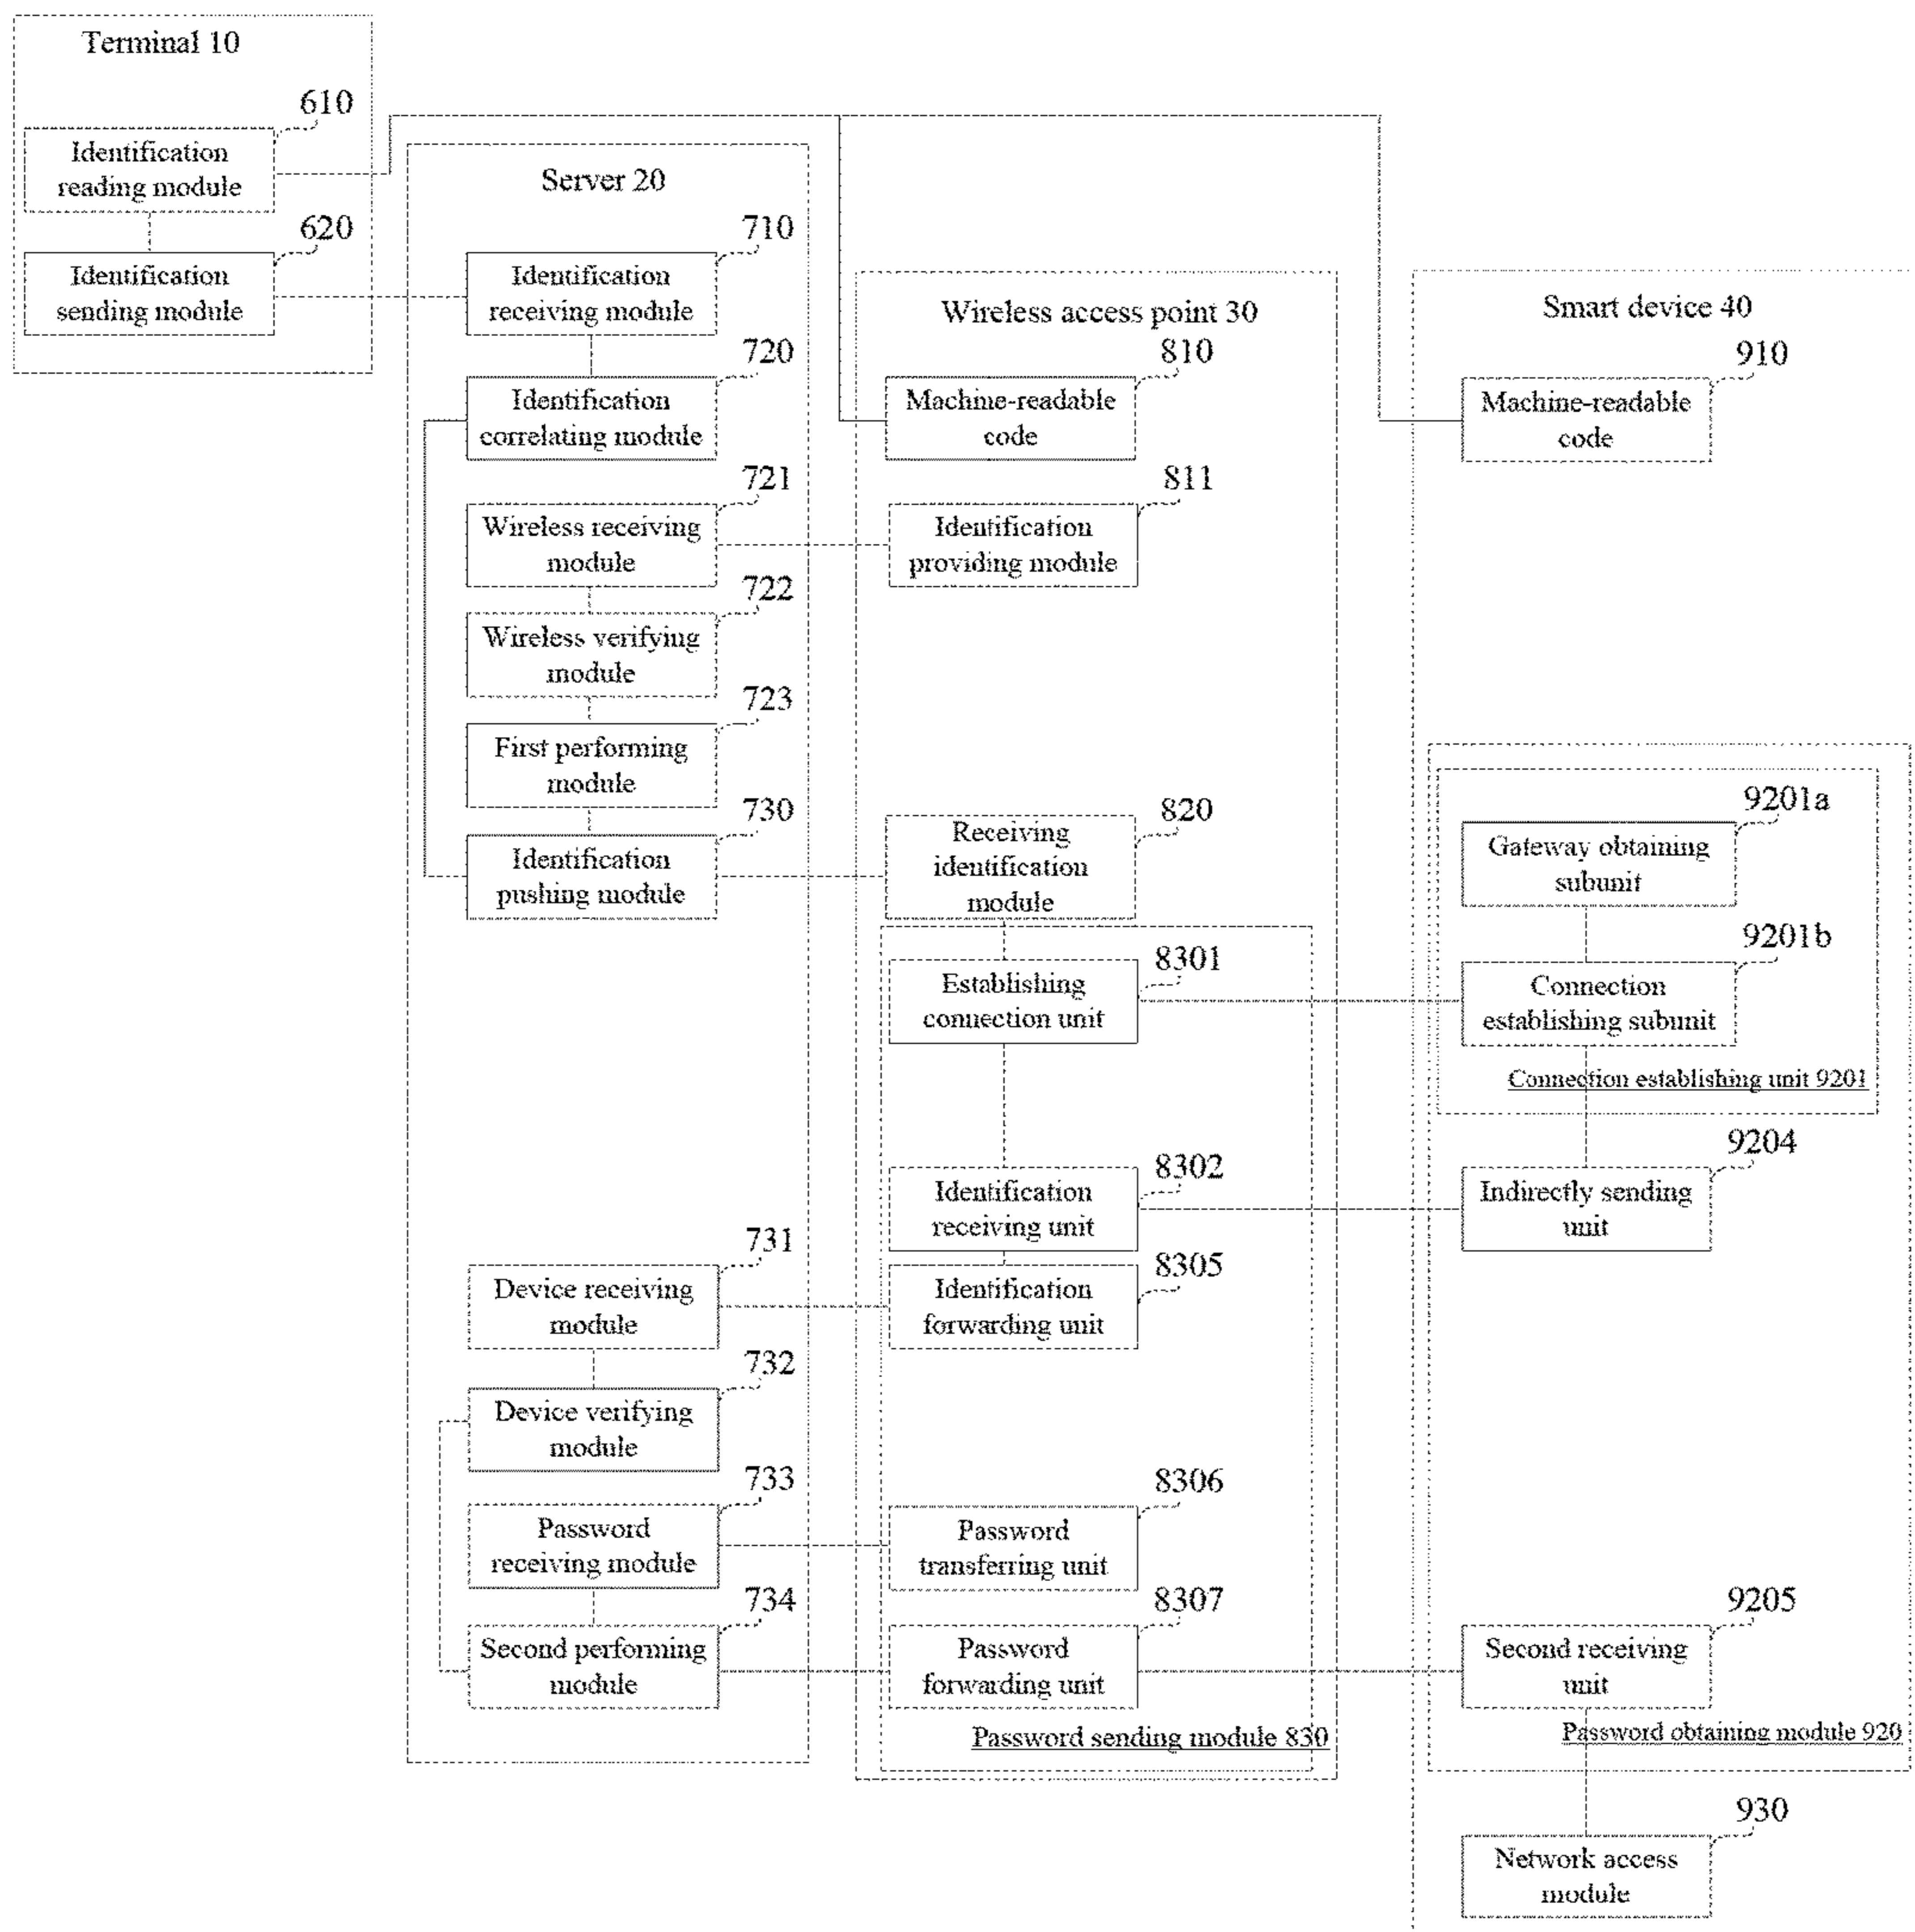 Terminal 10
610
Identification
reading module
620
Identification
sending module
Server 20
710
Identification
receiving module
720
Identification
correlating module
721
Wireless receiving
module
722
Wireless verifying
module
723
First performing
module
730
Identification
pushing module
731
Device receiving
module
732
Device verifying
module
733
Password
receiving module
734
Second performing
module
Wireless access point 30
810
Machine-readable
code
811
Identification
providing module
820
Receiving
identification
module
8301
Establishing
connection unit
8302
Identification
receiving unit
8305
Identification
forwarding unit
8306
Password
transferring unit
8307
Password
forwarding unit
Password sending module 830
Smart device 40
910
Machine-readable
code
9201a
Gateway obtaining
subunit
9201b
Connection
establishing subunit
Connection establishing unit 9201
9204
Indirectly sending
unit
9205
Second receiving
unit
Password obtaining module 920
930
Network access
module